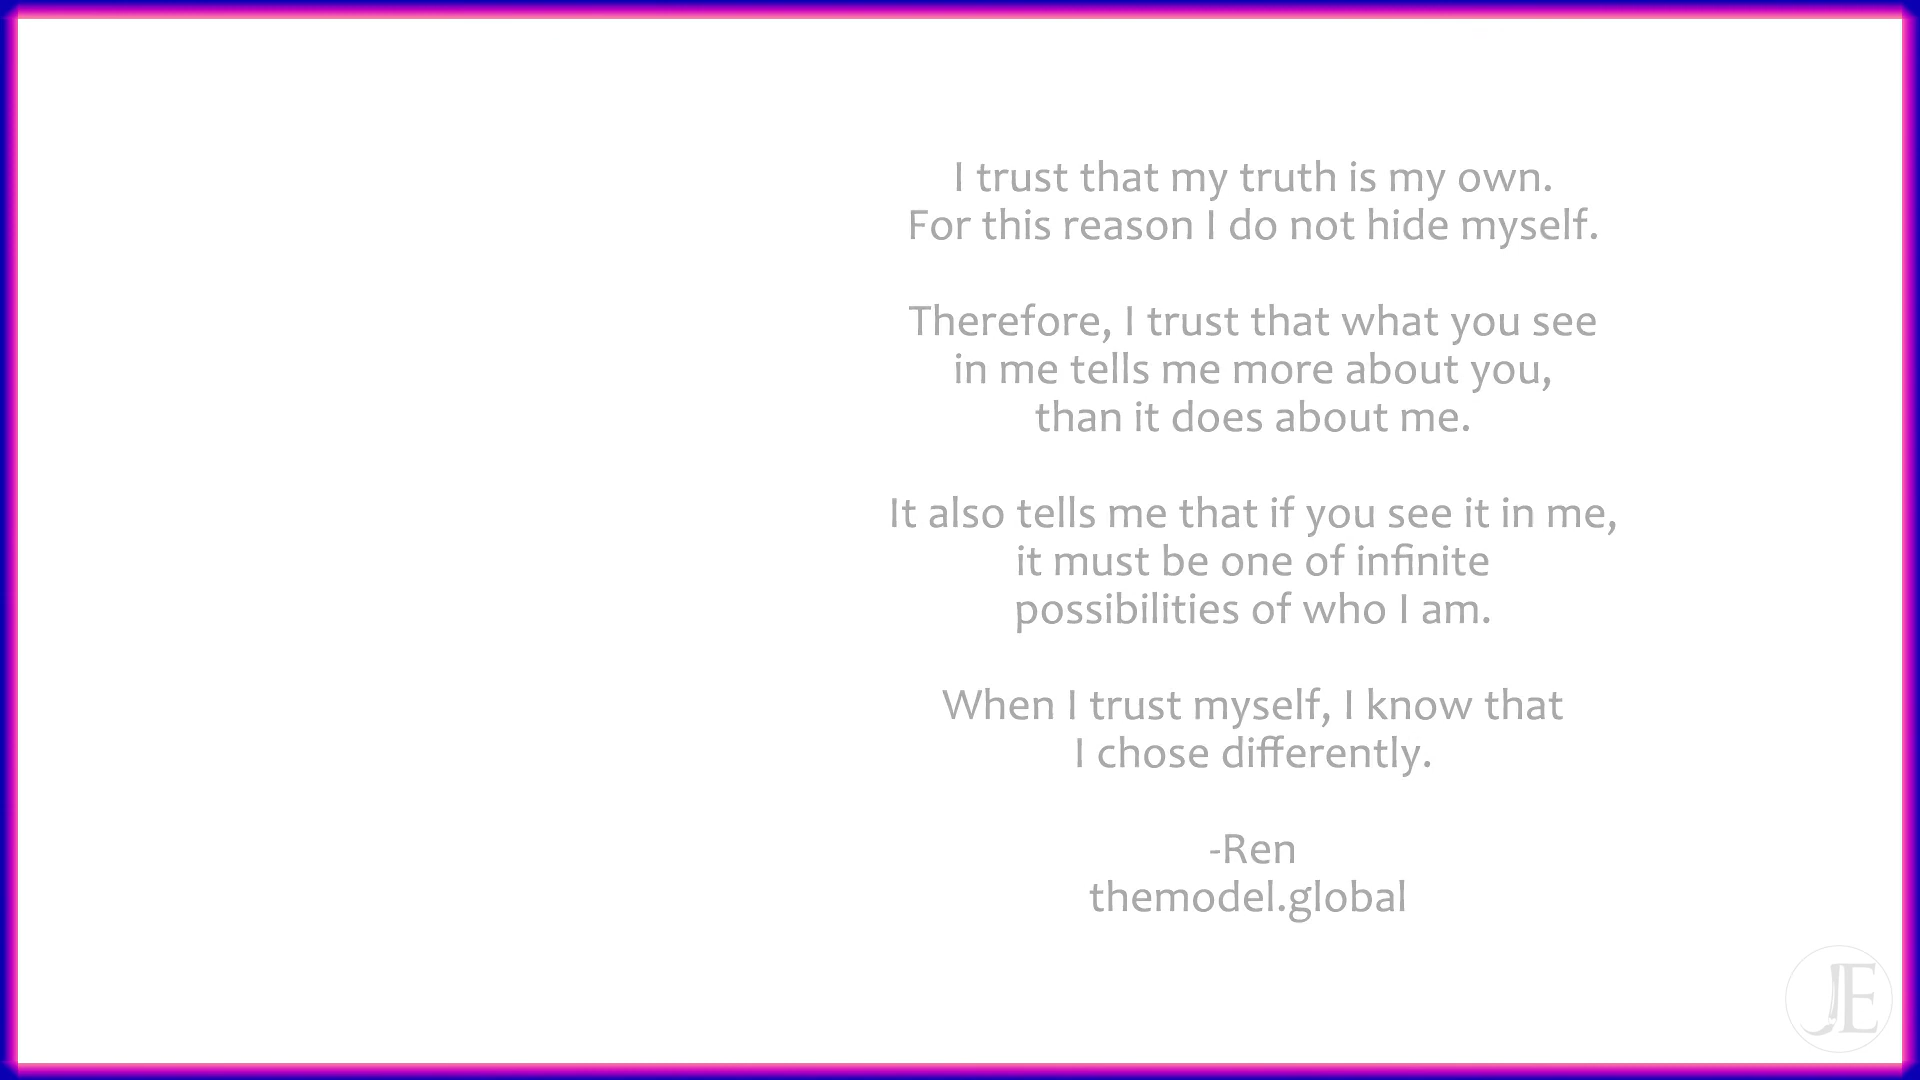 I trust that my truth is my own.
For this reason I do not hide myself.
Therefore, I trust that what you see
in me tells me more about you,
than it does about me.
It also tells me that if you see it in me,
it must be one of infinite
possibilities of who I am.
When I trust myself, I know that
I chose differently.
-Ren
themodel.global
JE